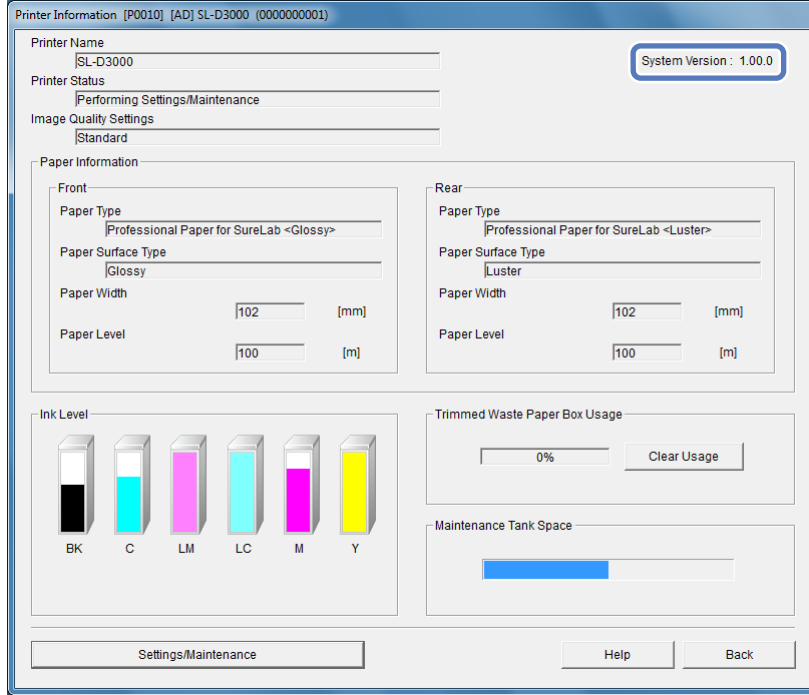 Printer Information [P0010] [AD] SL-D3000 (0000000001)
Printer Name
SL-D3000
System Version : 1.00.0
Printer Status
Performing Settings/Maintenance
Image Quality Settings
Standard
Paper Information
Front
Paper Type
Professional Paper for SureLab <Glossy>
Paper Surface Type
Glossy
Paper Width
102 [mm]
Paper Level
100 [m]
Rear
Paper Type
Professional Paper for SureLab <Luster>
Paper Surface Type
Luster
Paper Width
102 [mm]
Paper Level
100 [m]
Ink Level
BK C LM LC M Y
Trimmed Waste Paper Box Usage
0% Clear Usage
Maintenance Tank Space
Settings/Maintenance Help Back